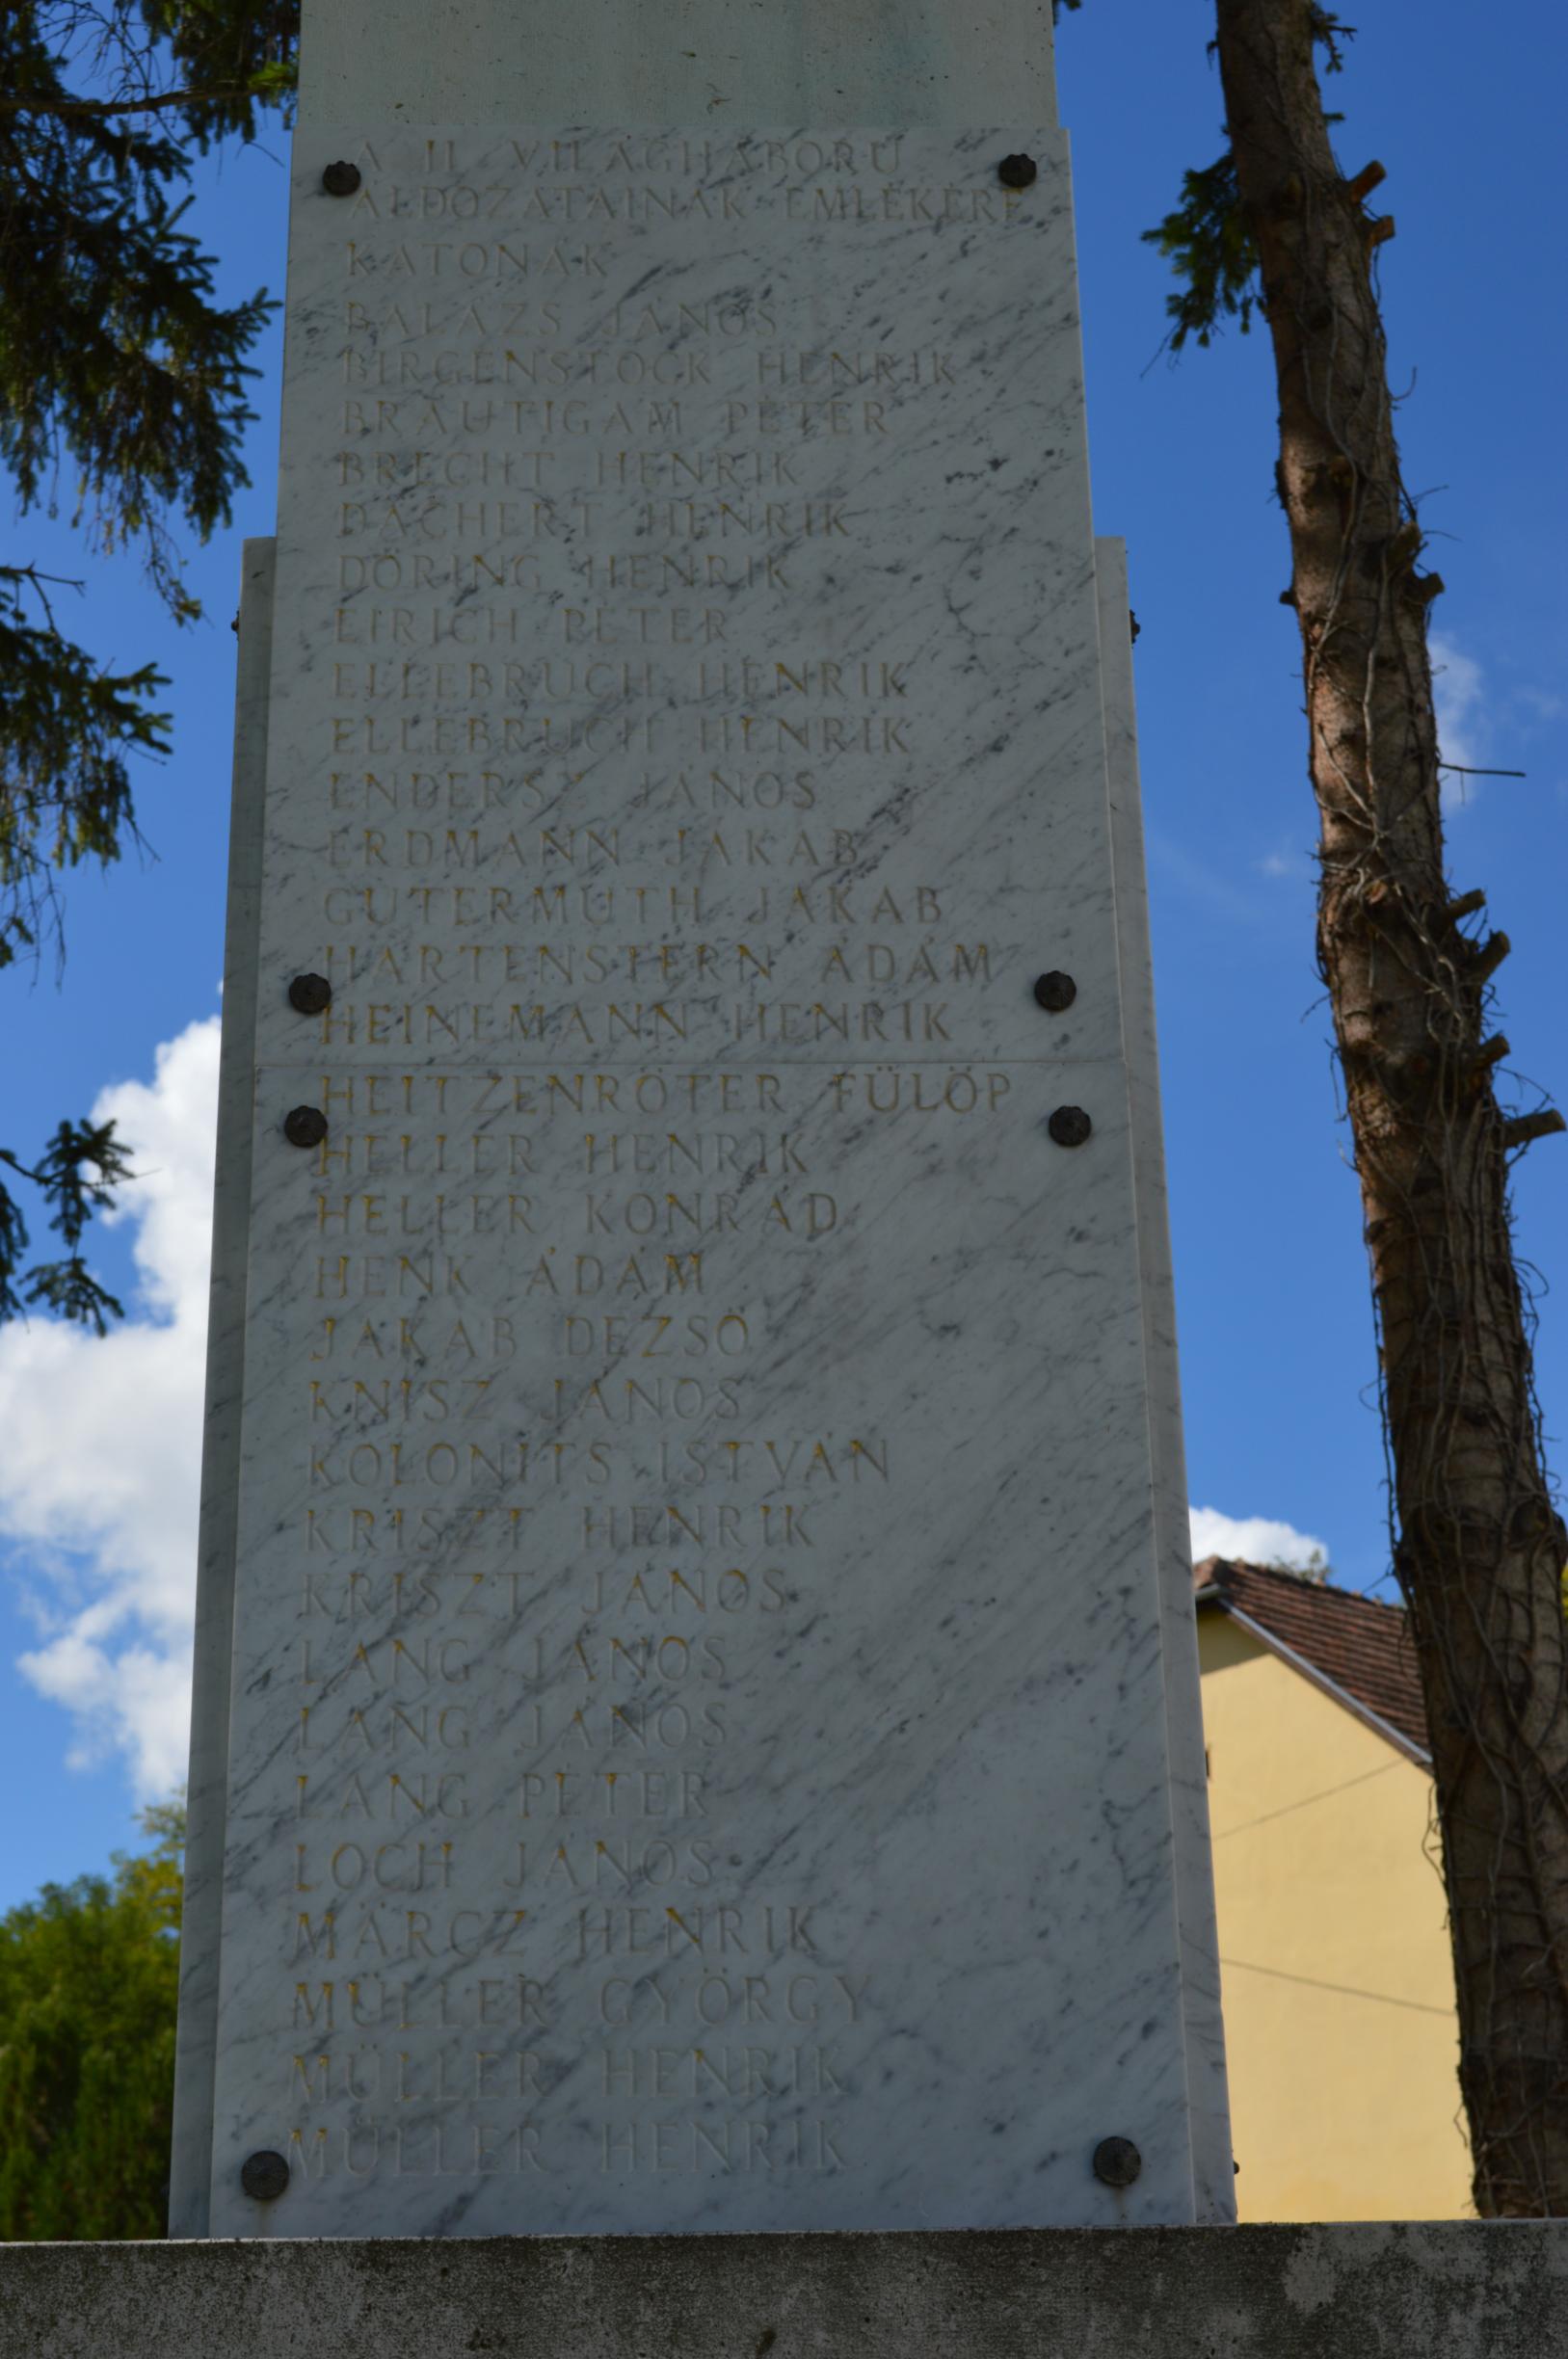 A II. VILÁGHÁBORÚ
ÁLDOZATAINAK EMLÉKÉRE
KATONÁK
BALÁZS JÁNOS
BIRGENSTOCK HENRIK
BRÄUTIGAM PÉTER
BRECHT HENRIK
DÄCHERT HENRIK
DÖRING HENRIK
EIRICH PÉTER
ELLEBRUCH HENRIK
ELLEBRUCH HENRIK
ENDERSZ JÁNOS
ERDMANN JAKAB
GUTERMUTH JAKAB
HARTENSTERN ÁDÁM
HEINEMANN HENRIK
HEITZENRÖTER FÜLÖP
HELLER HENRIK
HELLER KONRÁD
HENK ÁDÁM
JAKAB DEZSÖ
KNISZ JÁNOS
KOLONITS ISTVÁN
KRISZT HENRIK
KRISZT JÁNOS
LANG JÁNOS
LANG JÁNOS
LANG PÉTER
LOCH JÁNOS
MÄRCZ HENRIK
MÜLLER GYÖRGY
MÜLLER HENRIK
MÜLLER HENRIK